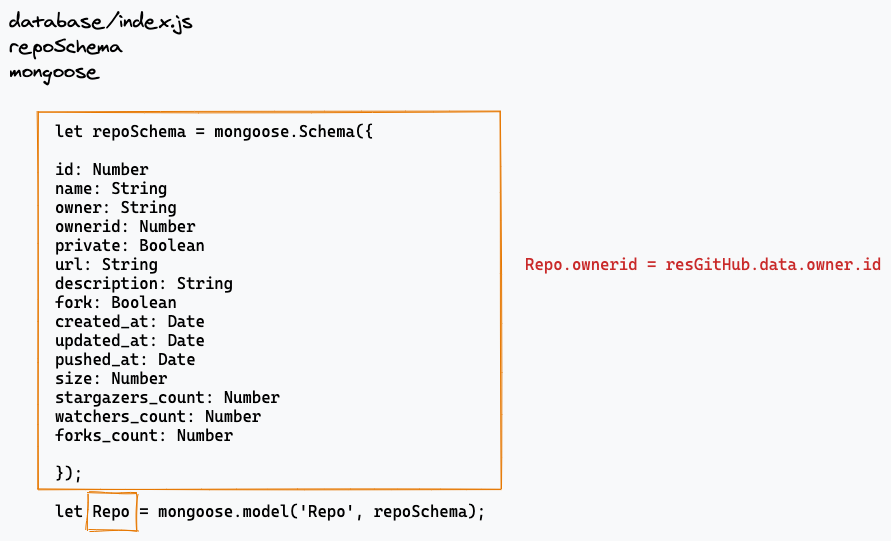 database/index.js
repoSchema
mongoose
let repoSchema = mongoose.Schema({
id: Number
name: String
owner: String
ownerid: Number
private: Boolean
url: String
Repo.ownerid = resGitHub.data.owner.id
description: String
fork: Boolean
created_at: Date
updated_at: Date
pushed_at: Date
size: Number
stargazers_count: Number
watchers_count: Number
forks_count: Number
});
let Repo = mongoose.model('Repo', repoSchema);